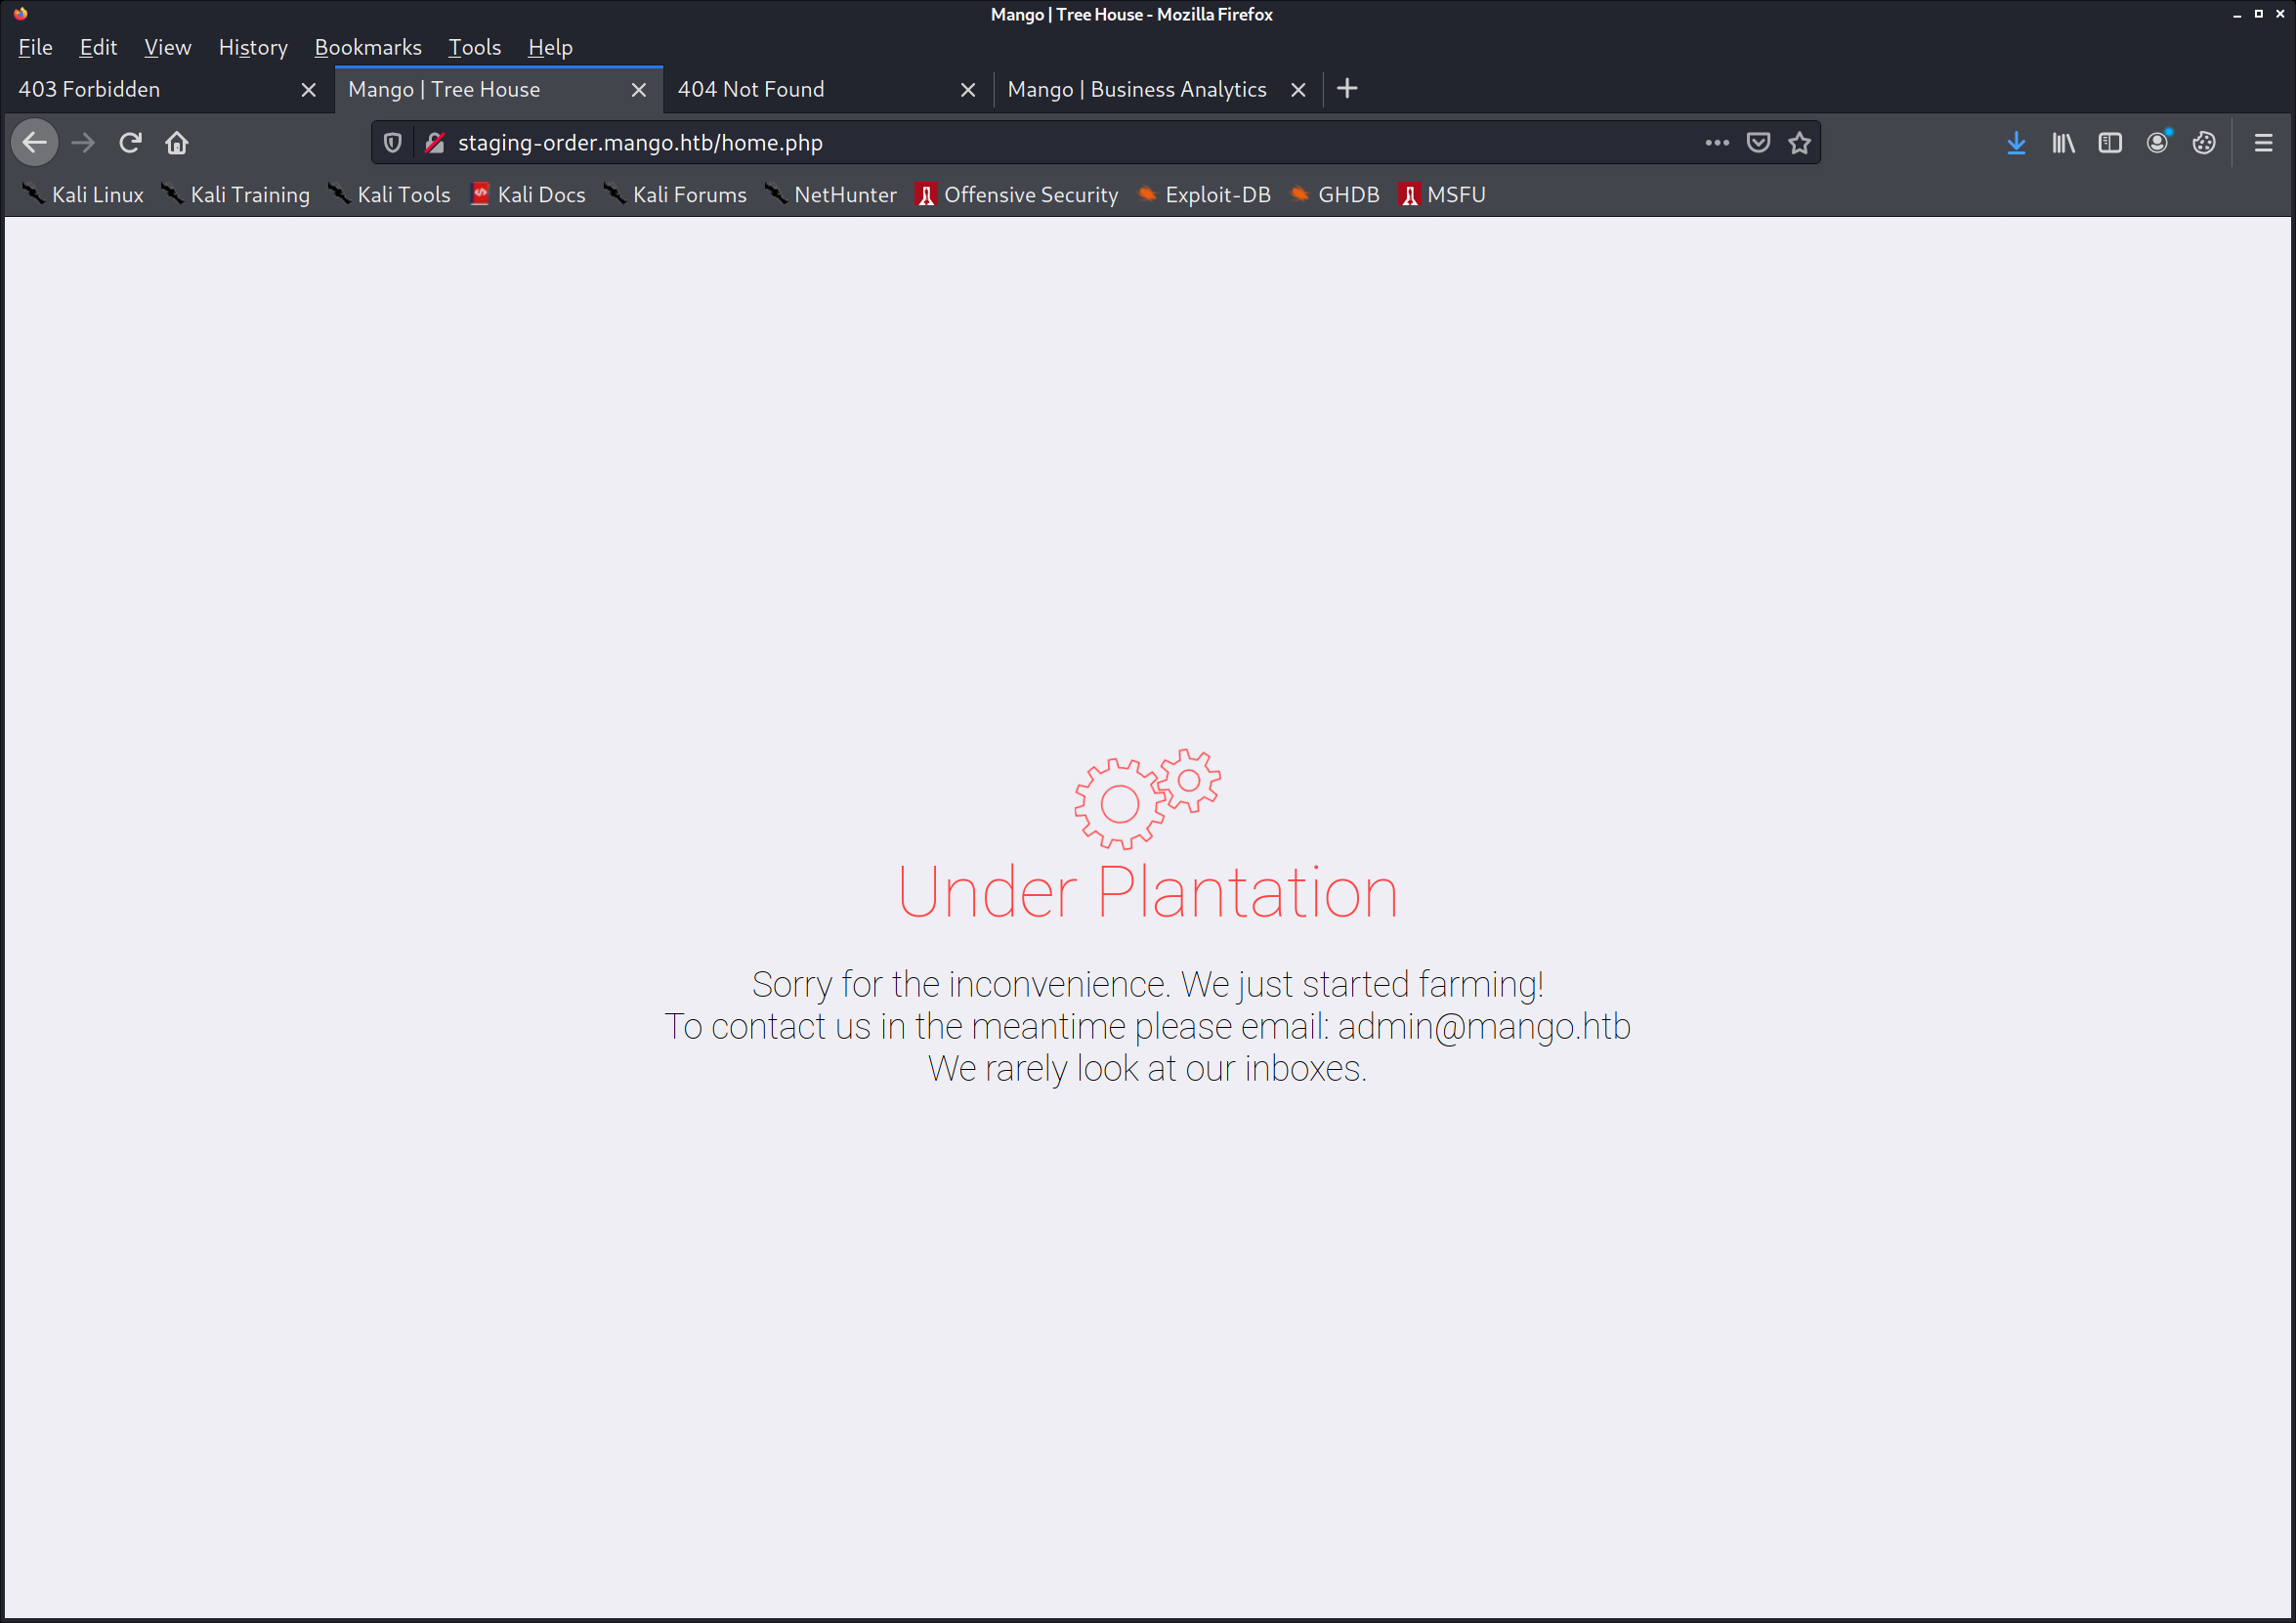 Mango | Tree House - Mozilla Firefox
File Edit View History Bookmarks Tools Help
403 Forbidden Mango | Tree House 404 Not Found Mango | Business Analytics
staging-order.mango.htb/home.php
Kali Linux Kali Training Kali Tools Kali Docs Kali Forums NetHunter Offensive Security Exploit-DB GHDB MSFU
Under Plantation
Sorry for the inconvenience. We just started farming!
To contact us in the meantime please email: admin@mango.htb
We rarely look at our inboxes.